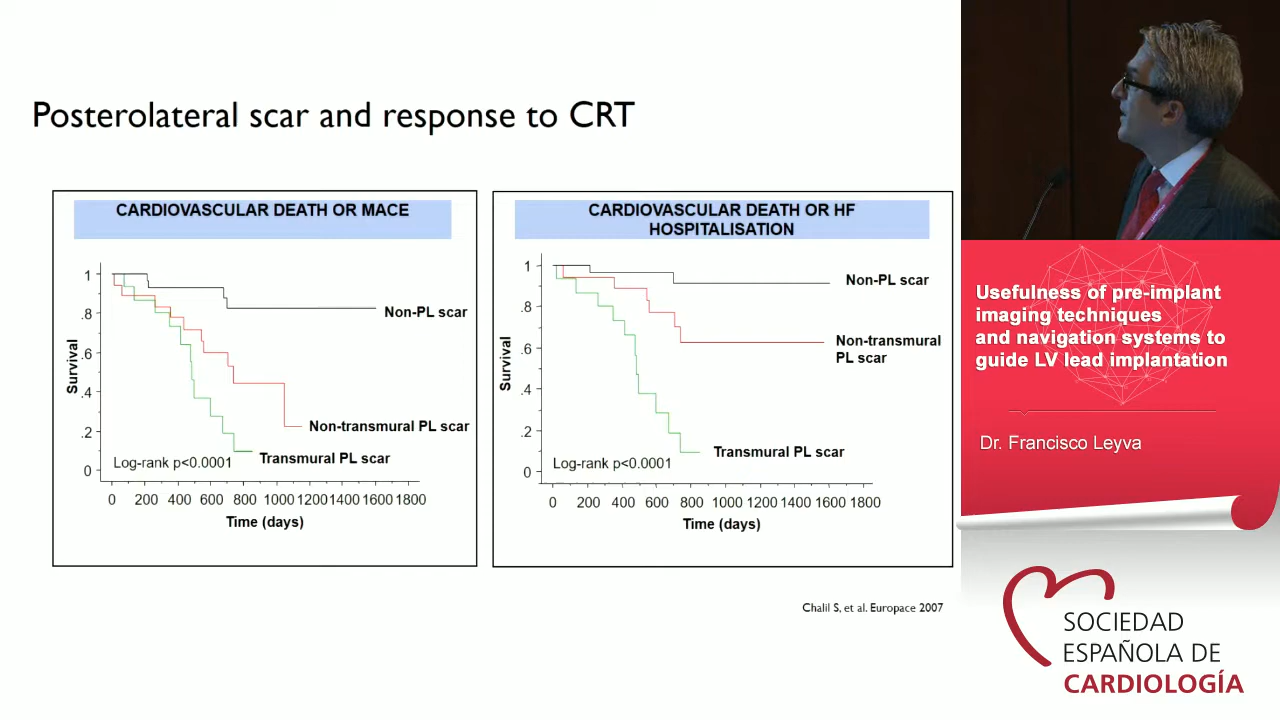 Posterolateral scar and response to CRT
CARDIOVASCULAR DEATH OR MACE
1
.8
.6
.4
.2
0
Survival
Non-PL scar
Non-transmural PL scar
Transmural PL scar
Log-rank p<0.0001
0 200 400 600 800 1000 1200 1400 1600 1800
Time (days)
CARDIOVASCULAR DEATH OR HF
HOSPITALISATION
1
.8
.6
.4
.2
0
Survival
Non-PL scar
Non-transmural
PL scar
Transmural PL scar
Log-rank p<0.0001
0 200 400 600 800 1000 1200 1400 1600 1800
Time (days)
Chalil S, et al. Europace 2007
Usefulness of pre-implant
imaging techniques
and navigation systems to
guide LV lead implantation
Dr. Francisco Leyva
SOCIEDAD
ESPAÑOLA DE
CARDIOLOGÍA